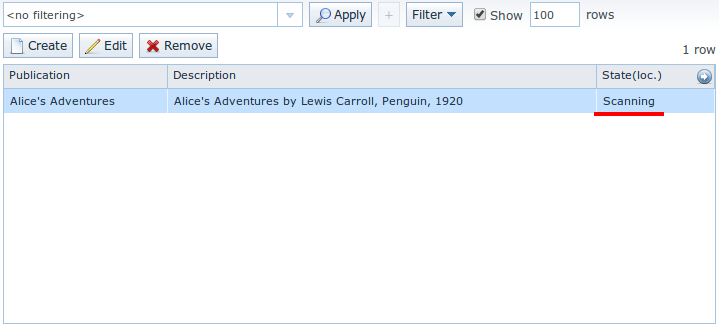 <no filtering> Apply + Filter Show 100 rows
Create Edit Remove 1 row
Publication Description State(loc.)
Alice's Adventures Alice's Adventures by Lewis Carroll, Penguin, 1920 Scanning